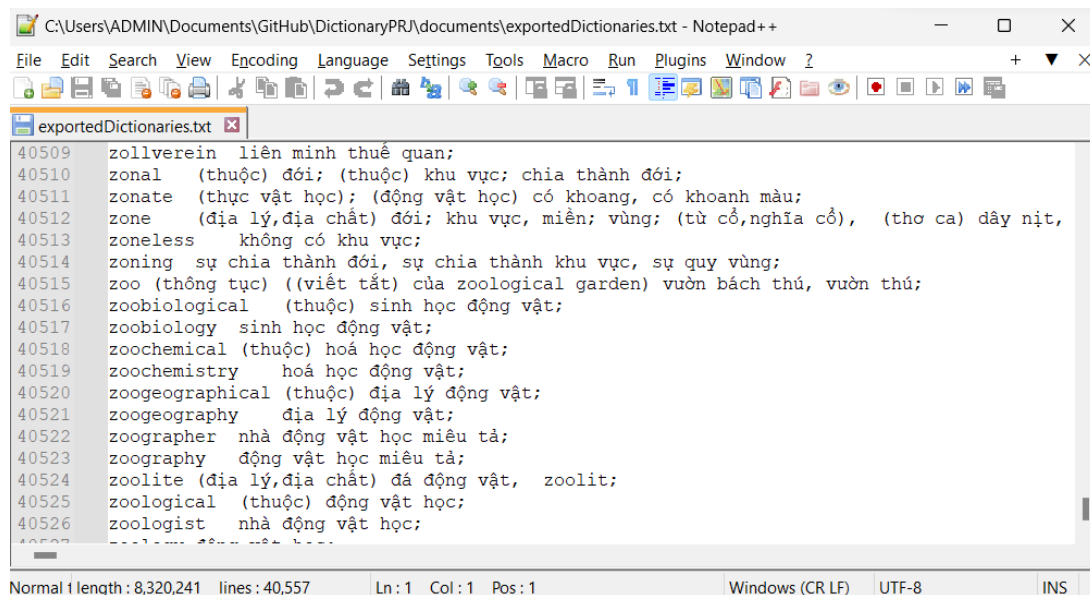 C:\Users\ADMIN\Documents\GitHub\DictionaryPRJ\documents\exportedDictionaries.txt - Notepad++
File Edit Search View Encoding Language Settings Tools Macro Run Plugins Window ?
exportedDictionaries.txt
40509 zollverein liên minh thuế quan;
40510 zonal (thuộc) đới; (thuộc) khu vực; chia thành đới;
40511 zonate (thực vật học); (động vật học) có khoang, có khoanh màu;
40512 zone (địa lý,địa chất) đới; khu vực, miền; vùng; (từ cổ,nghĩa cổ), (thơ ca) dây nịt,
40513 zoneless không có khu vực;
40514 zoning sự chia thành đới, sự chia thành khu vực, sự quy vùng;
40515 zoo (thông tục) ((viết tắt) của zoological garden) vườn bách thú, vườn thú;
40516 zoobiological (thuộc) sinh học động vật;
40517 zoobiology sinh học động vật;
40518 zoochemical (thuộc) hoá học động vật;
40519 zoochemistry hoá học động vật;
40520 zoogeographical (thuộc) địa lý động vật;
40521 zoogeography địa lý động vật;
40522 zoographer nhà động vật học miêu tả;
40523 zoography động vật học miêu tả;
40524 zoolite (địa lý,địa chất) đá động vật, zoolit;
40525 zoological (thuộc) động vật học;
40526 zoologist nhà động vật học;
Normal t length : 8,320,241 lines : 40,557 Ln : 1 Col : 1 Pos : 1 Windows (CR LF) UTF-8 INS